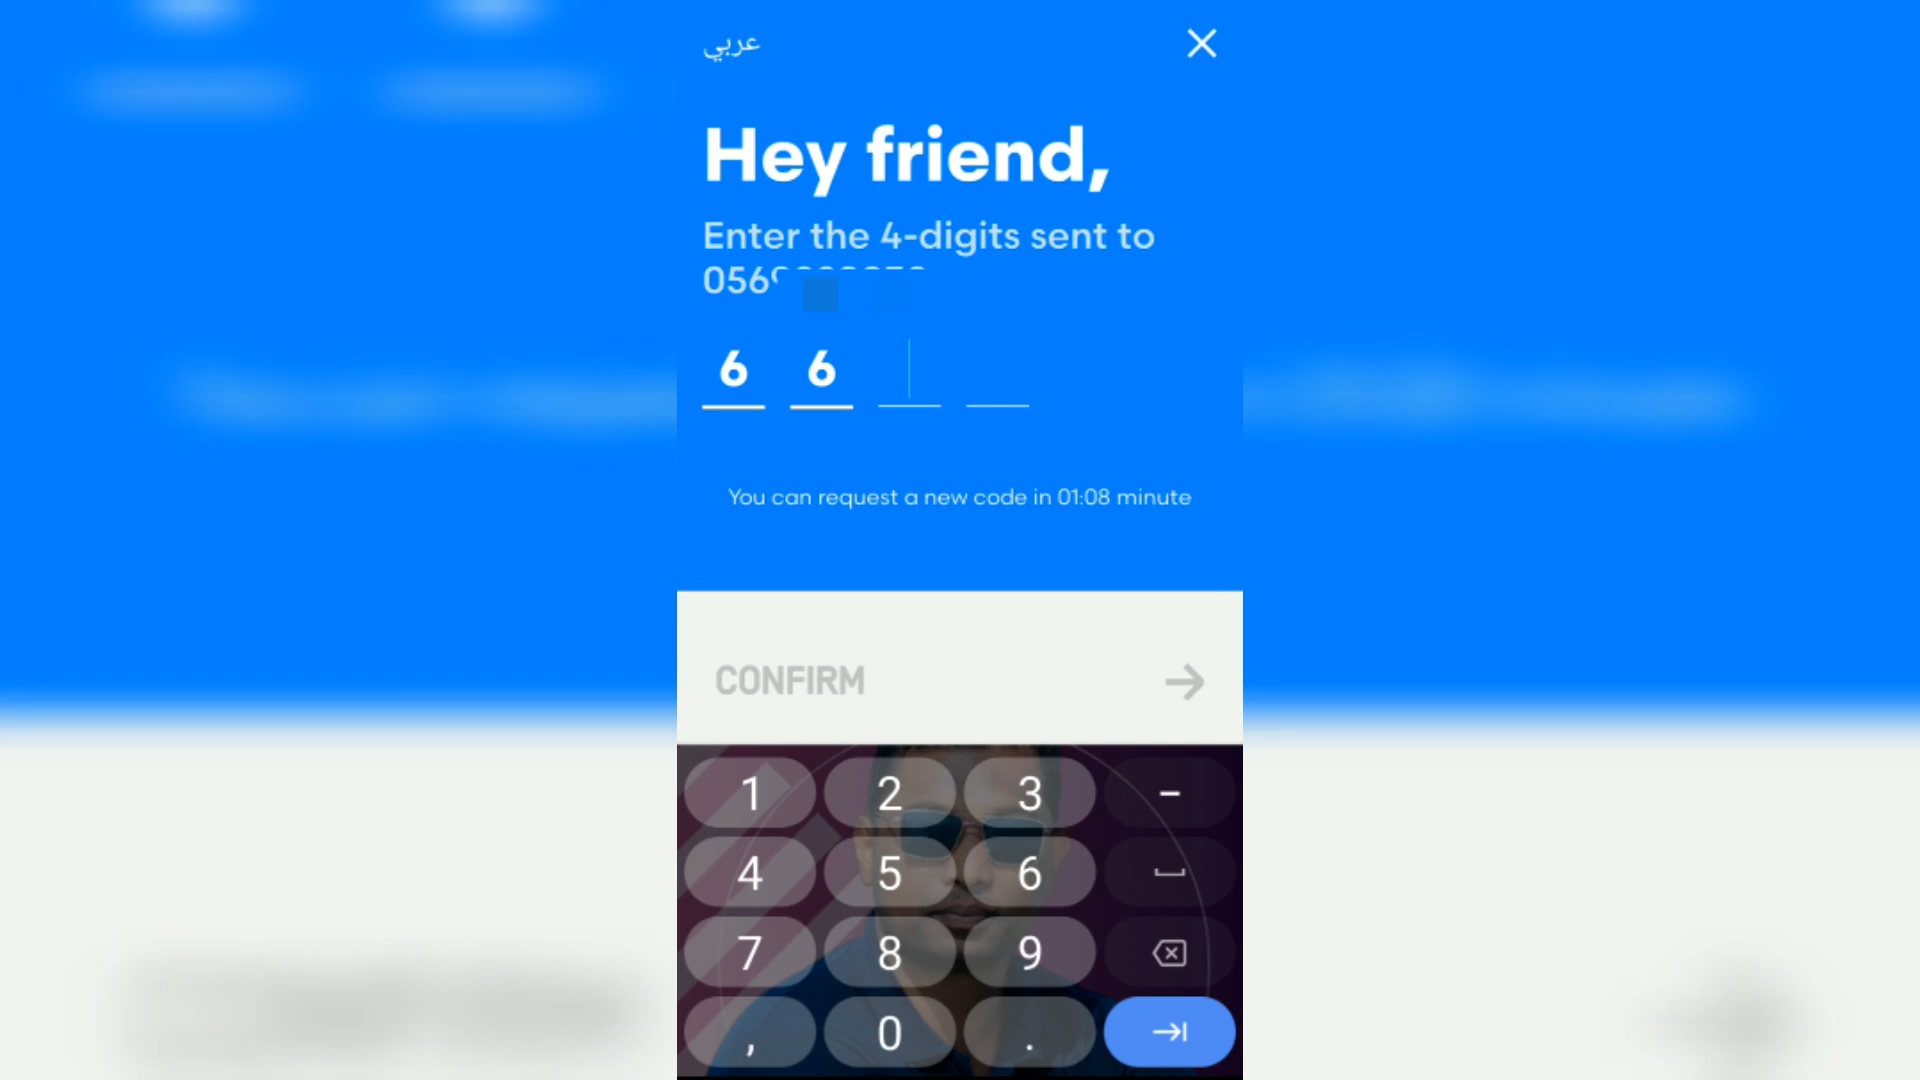 عربي
Hey friend,
Enter the 4-digits sent to
056
6 6
You can request a new code in 01:08 minute
CONFIRM
1 2 3 -
4 5 6
7 8 9
, 0 .